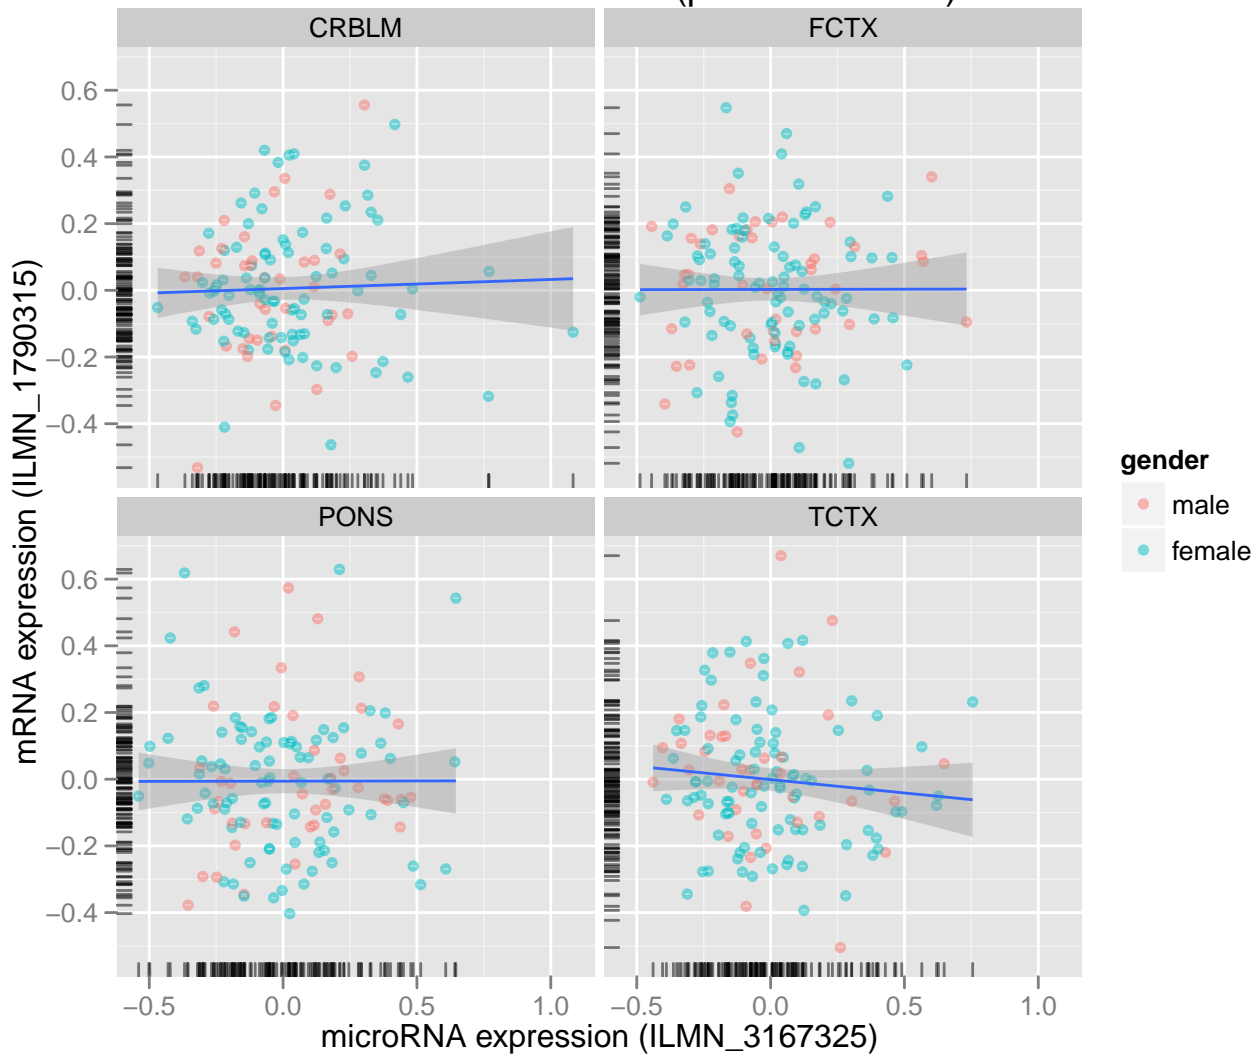 CRBLM
FCTX
0.6
0.4
0.2
0.0
−0.2
−0.4
PONS
TCTX
0.6
0.4
0.2
0.0
−0.2
−0.4
−0.5 0.0 0.5 1.0
−0.5 0.0 0.5 1.0
microRNA expression (ILMN_3167325)
mRNA expression (ILMN_1790315)
gender
male
female